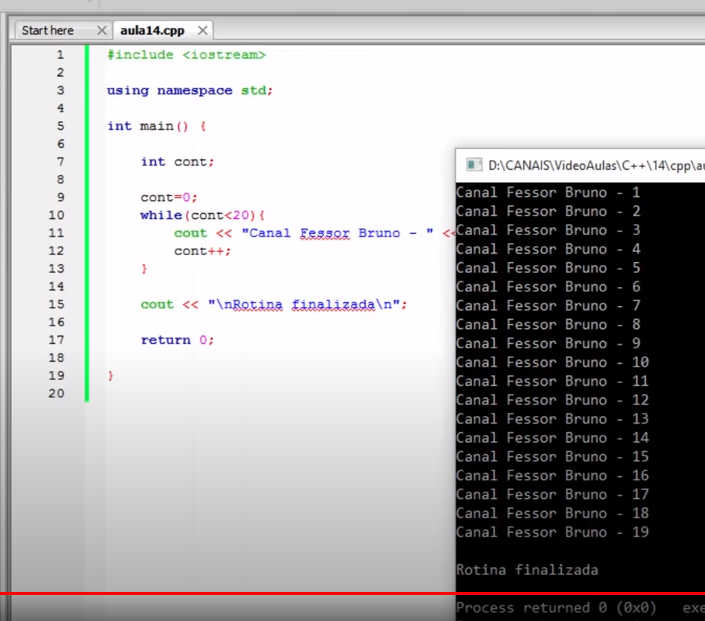 Start here
aula14.cpp
1 #include <iostream>
2
3 using namespace std;
4
5 int main() {
6
7 int cont;
8
9 cont=0;
10 while(cont<20){
11 cout << "Canal Fessor Bruno - " <<
12 cont++;
13 }
14
15 cout << "\nRotina finalizada\n";
16
17 return 0;
18
19 }
20
D:\CANAIS\VideoAulas\C++\14\cpp\au
Canal Fessor Bruno - 1
Canal Fessor Bruno - 2
Canal Fessor Bruno - 3
Canal Fessor Bruno - 4
Canal Fessor Bruno - 5
Canal Fessor Bruno - 6
Canal Fessor Bruno - 7
Canal Fessor Bruno - 8
Canal Fessor Bruno - 9
Canal Fessor Bruno - 10
Canal Fessor Bruno - 11
Canal Fessor Bruno - 12
Canal Fessor Bruno - 13
Canal Fessor Bruno - 14
Canal Fessor Bruno - 15
Canal Fessor Bruno - 16
Canal Fessor Bruno - 17
Canal Fessor Bruno - 18
Canal Fessor Bruno - 19
Rotina finalizada
Process returned 0 (0x0) exe